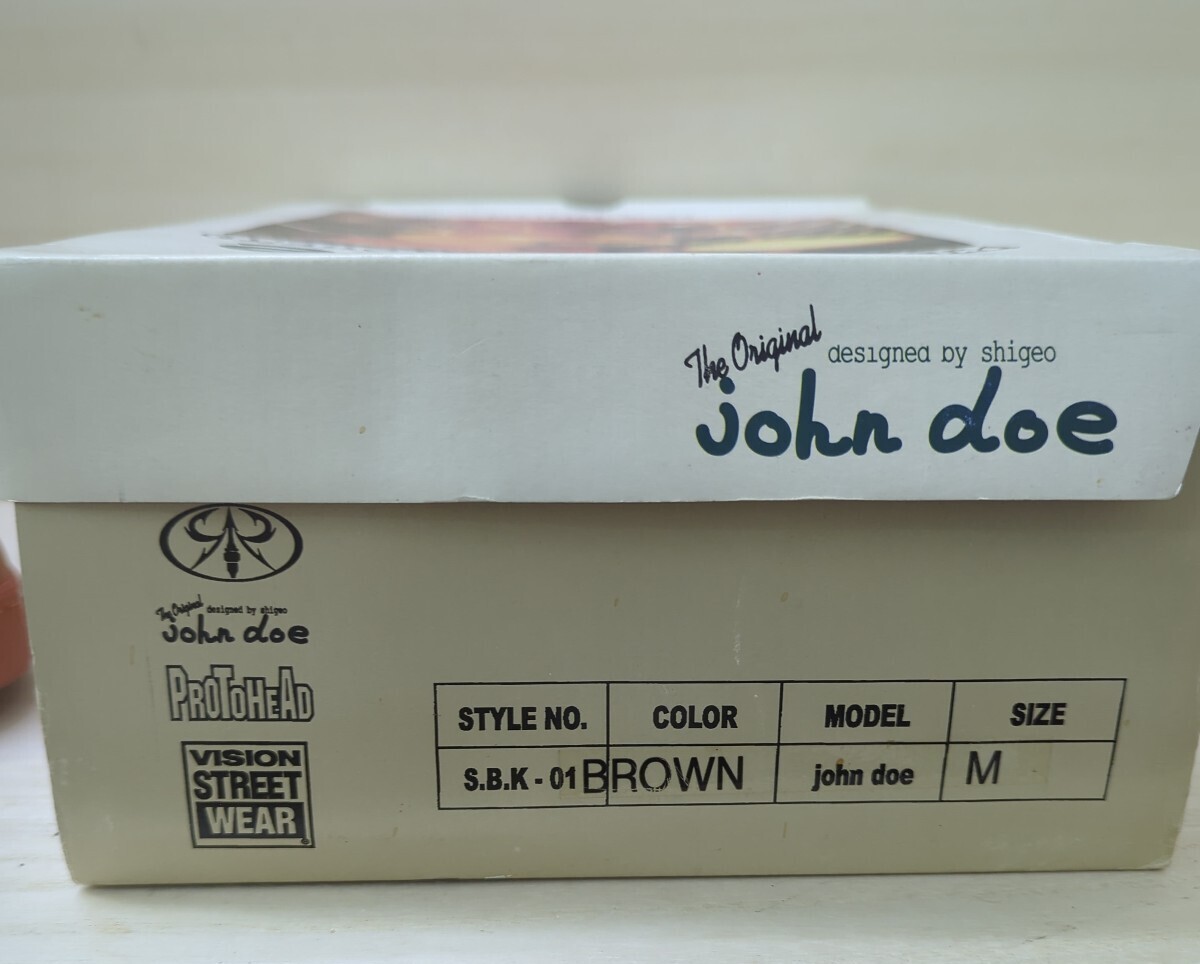 The Original designed by shigeo
john doe
The Original designed by shigeo
john doe
PROTOHEAD
VISION
STREET
WEAR
STYLE NO. COLOR MODEL SIZE
S.B.K - 01 BROWN john doe M